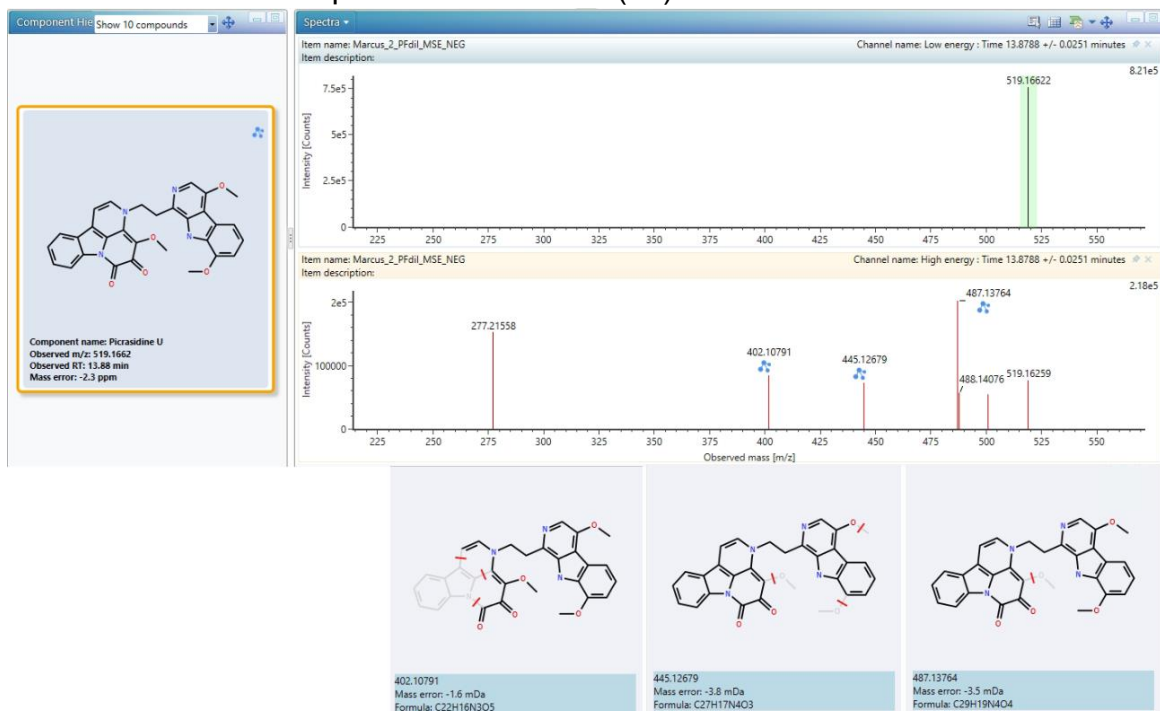 Component Hie Show 10 compounds
Spectra
Item name: Marcus_2_PFdil_MSE_NEG
Channel name: Low energy : Time 13.8788 +/- 0.0251 minutes
Item description:
8.21e5
519.16622
7.5e5
5e5
2.5e5
0
Intensity [Counts]
225 250 275 300 325 350 375 400 425 450 475 500 525 550
Item name: Marcus_2_PFdil_MSE_NEG
Channel name: High energy : Time 13.8788 +/- 0.0251 minutes
Item description:
2.18e5
2e5
487.13764
277.21558
402.10791
445.12679
488.14076
519.16259
100000
0
Intensity [Counts]
225 250 275 300 325 350 375 400 425 450 475 500 525 550
Observed mass [m/z]
N
O
N
N
O
N
O
O
O
Component name: Picrasidine U
Observed m/z: 519.1662
Observed RT: 13.88 min
Mass error: -2.3 ppm
402.10791
Mass error: -1.6 mDa
Formula: C22H16N3O5
445.12679
Mass error: -3.8 mDa
Formula: C27H17N4O3
487.13764
Mass error: -3.5 mDa
Formula: C29H19N4O4